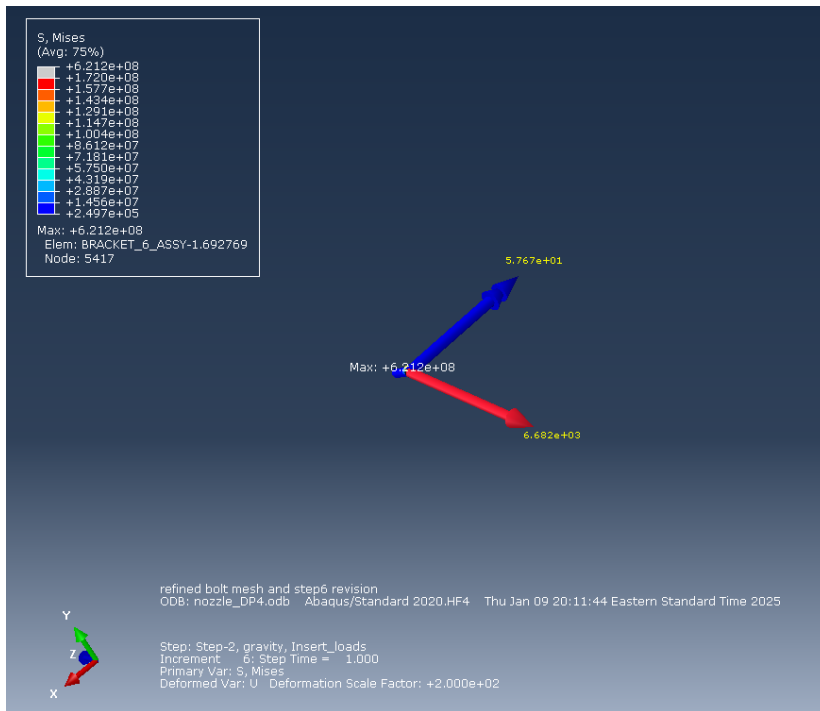 S, Mises
(Avg: 75%)
+6.212e+08
+1.720e+08
+1.577e+08
+1.434e+08
+1.291e+08
+1.147e+08
+1.004e+08
+8.612e+07
+7.181e+07
+5.750e+07
+4.319e+07
+2.887e+07
+1.456e+07
+2.497e+05
Max: +6.212e+08
Elem: BRACKET_6_ASSY-1.692769
Node: 5417
5.767e+01
Max: +6.212e+08
6.682e+03
refined bolt mesh and step6 revision
ODB: nozzle_DP4.odb Abaqus/Standard 2020.HF4 Thu Jan 09 20:11:44 Eastern Standard Time 2025
Y
Z
X
Step: Step-2, gravity, Insert_loads
Increment 6: Step Time = 1.000
Primary Var: S, Mises
Deformed Var: U Deformation Scale Factor: +2.000e+02